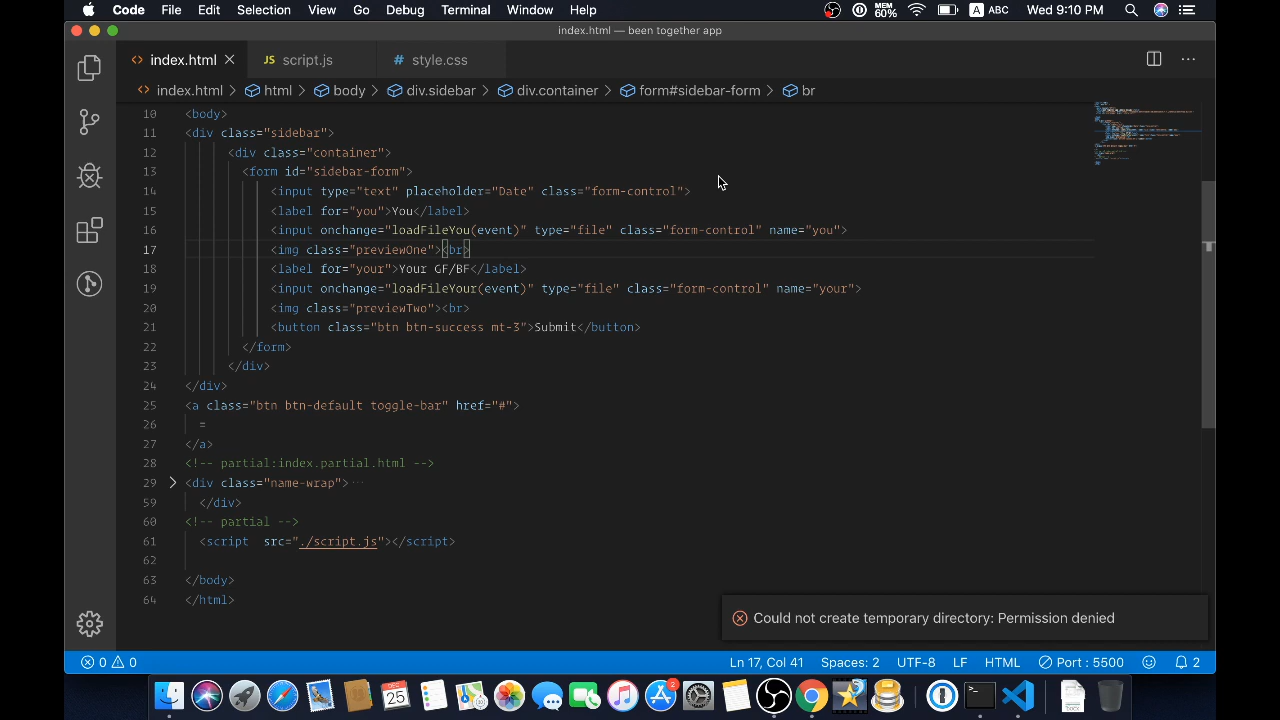 Code File Edit Selection View Go Debug Terminal Window Help MEM 60% A ABC Wed 9:10 PM
index.html — been together app
<> index.html × JS script.js # style.css
<> index.html > html > body > div.sidebar > div.container > form#sidebar-form > br
10 <body>
11 <div class="sidebar">
12 <div class="container">
13 <form id="sidebar-form">
14 <input type="text" placeholder="Date" class="form-control">
15 <label for="you">You</label>
16 <input onchange="loadFileYou(event)" type="file" class="form-control" name="you">
17 <img class="previewOne"><br>
18 <label for="your">Your GF/BF</label>
19 <input onchange="loadFileYour(event)" type="file" class="form-control" name="your">
20 <img class="previewTwo"><br>
21 <button class="btn btn-success mt-3">Submit</button>
22 </form>
23 </div>
24 </div>
25 <a class="btn btn-default toggle-bar" href="#">
26 =
27 </a>
28 <!-- partial:index.partial.html -->
29 <div class="name-wrap">...
59 </div>
60 <!-- partial -->
61 <script src="./script.js"></script>
62
63 </body>
64 </html>
Could not create temporary directory: Permission denied
0 0 Ln 17, Col 41 Spaces: 2 UTF-8 LF HTML Port : 5500 2
APR 25 2 DOCX